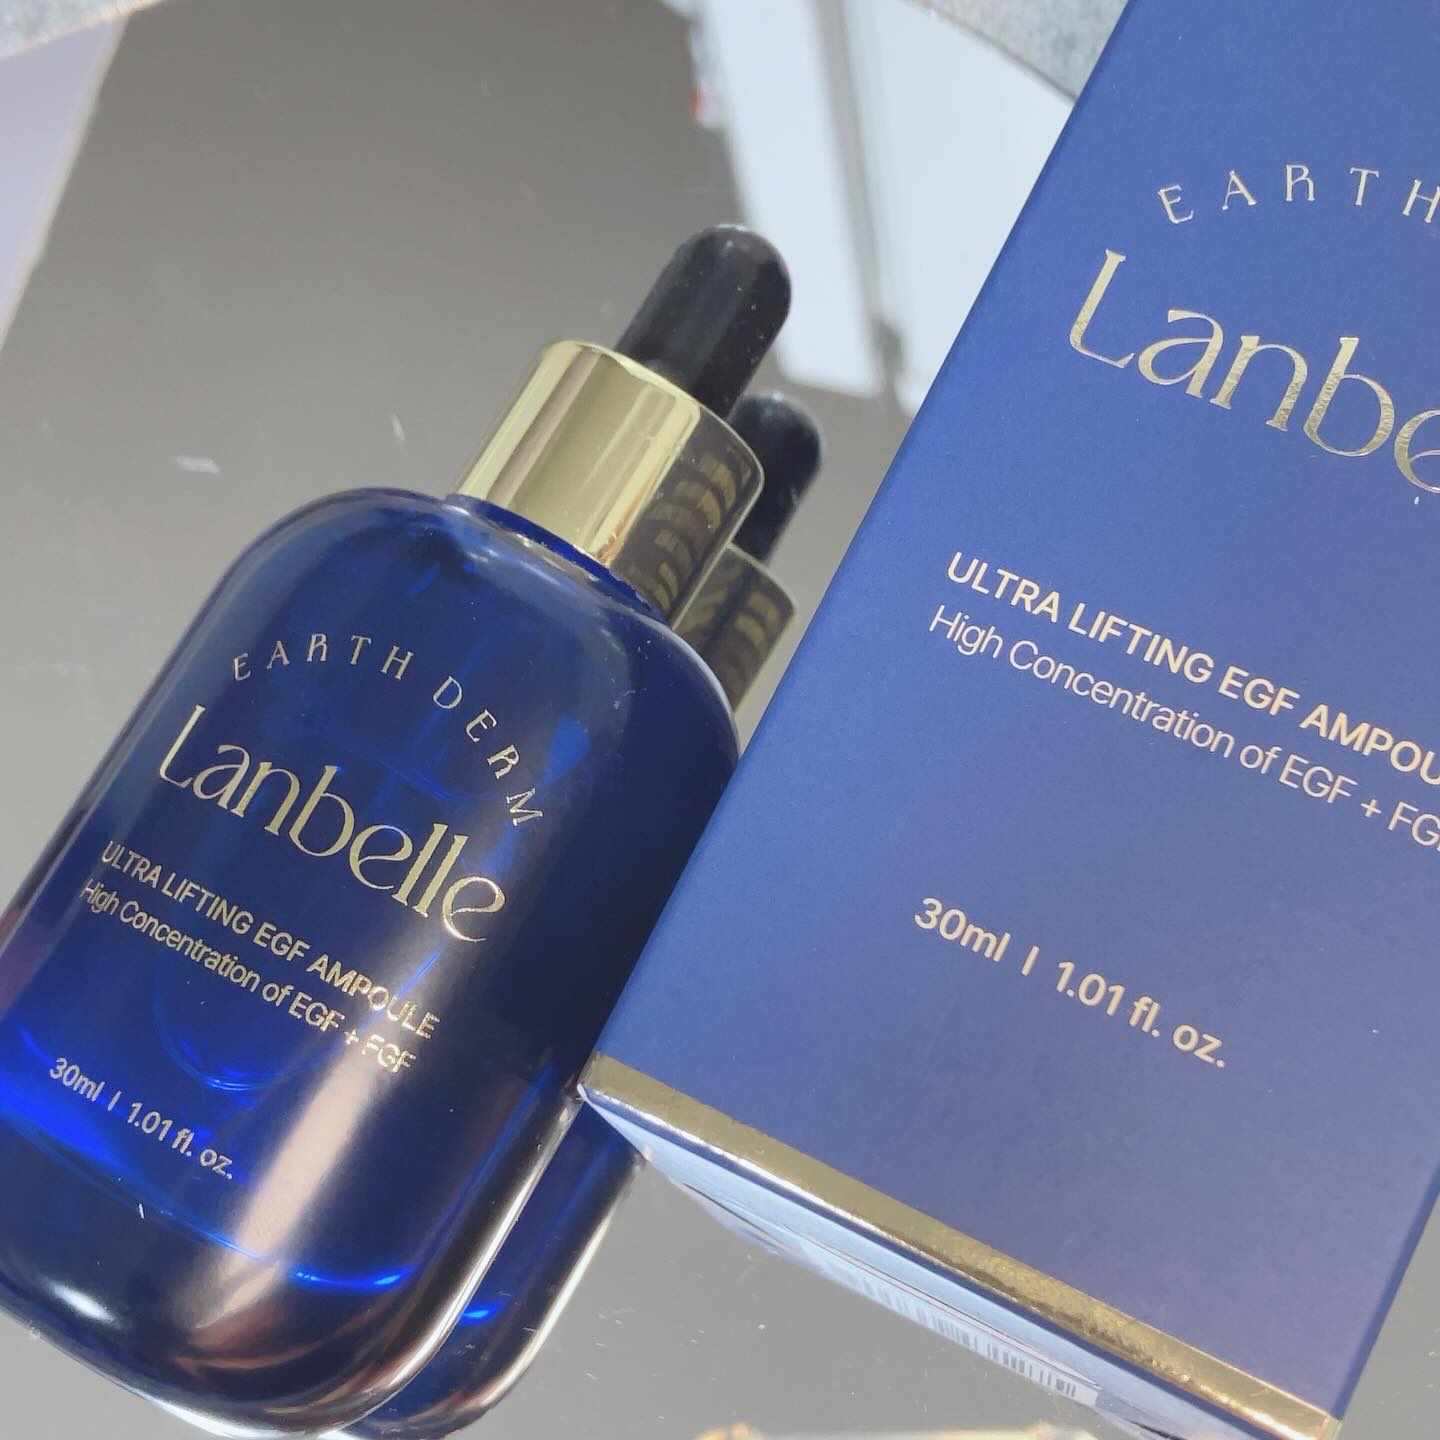 EARTH DERM
Lanbelle
ULTRA LIFTING EGF AMPOULE
High Concentration of EGF + FGF
30ml | 1.01 fl. oz.
EARTH
Lanbe
ULTRA LIFTING EGF AMPOU
High Concentration of EGF + FG
30ml | 1.01 fl. oz.